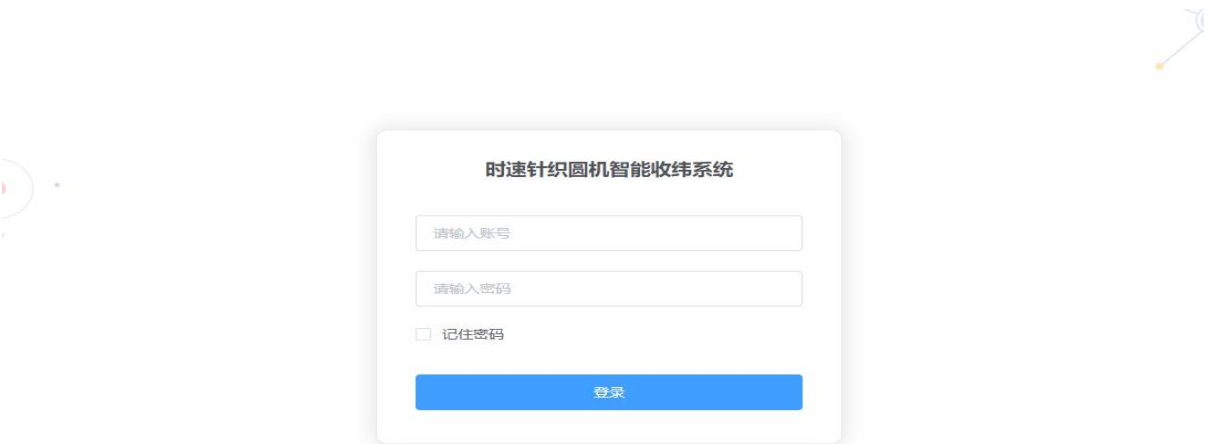 时速针织圆机智能收纬系统
请输入账号
请输入密码
记住密码
登录